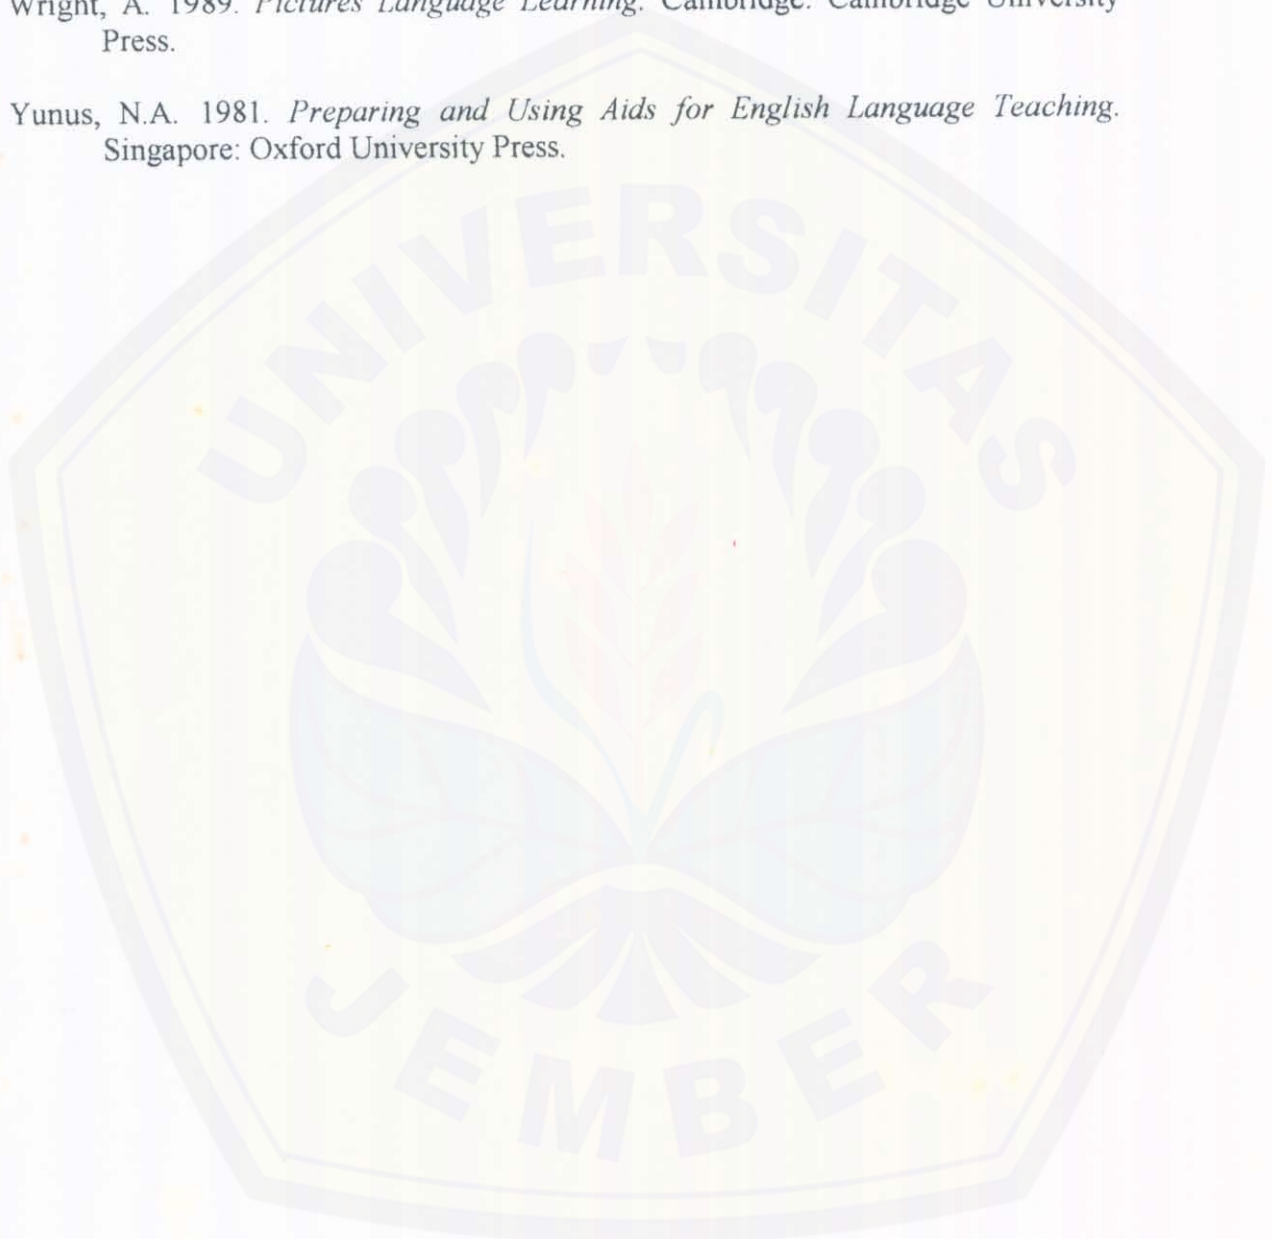 Wright, A. 1989. Pictures Language Learning. Cambridge: Cambridge University
Press.
Yunus, N.A. 1981. Preparing and Using Aids for English Language Teaching.
Singapore: Oxford University Press.
UNIVERSITAS
JEMBER